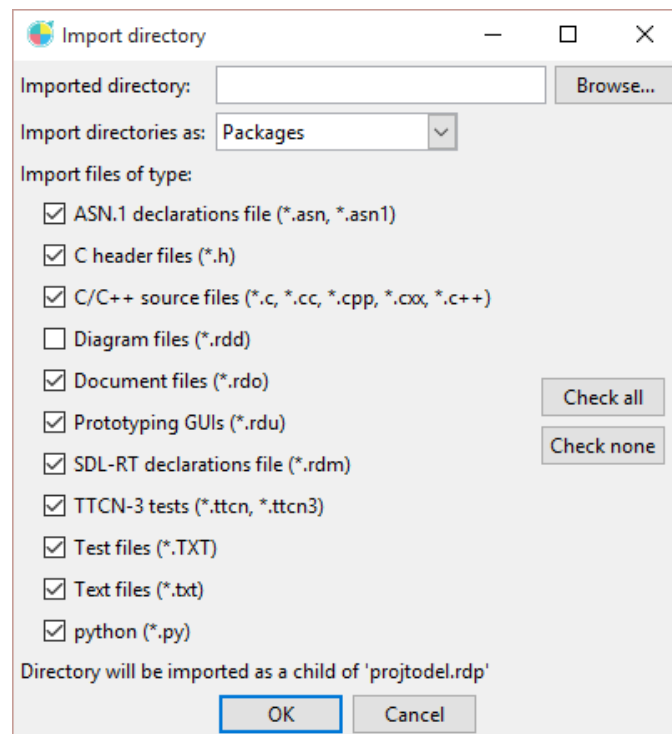 Import directory
Imported directory: Browse...
Import directories as: Packages
Import files of type:
ASN.1 declarations file (*.asn, *.asn1)
C header files (*.h)
C/C++ source files (*.c, *.cc, *.cpp, *.cxx, *.c++)
Diagram files (*.rdd)
Document files (*.rdo)
Check all
Prototyping GUIs (*.rdu)
Check none
SDL-RT declarations file (*.rdm)
TTCN-3 tests (*.ttcn, *.ttcn3)
Test files (*.TXT)
Text files (*.txt)
python (*.py)
Directory will be imported as a child of 'projtodel.rdp'
OK Cancel